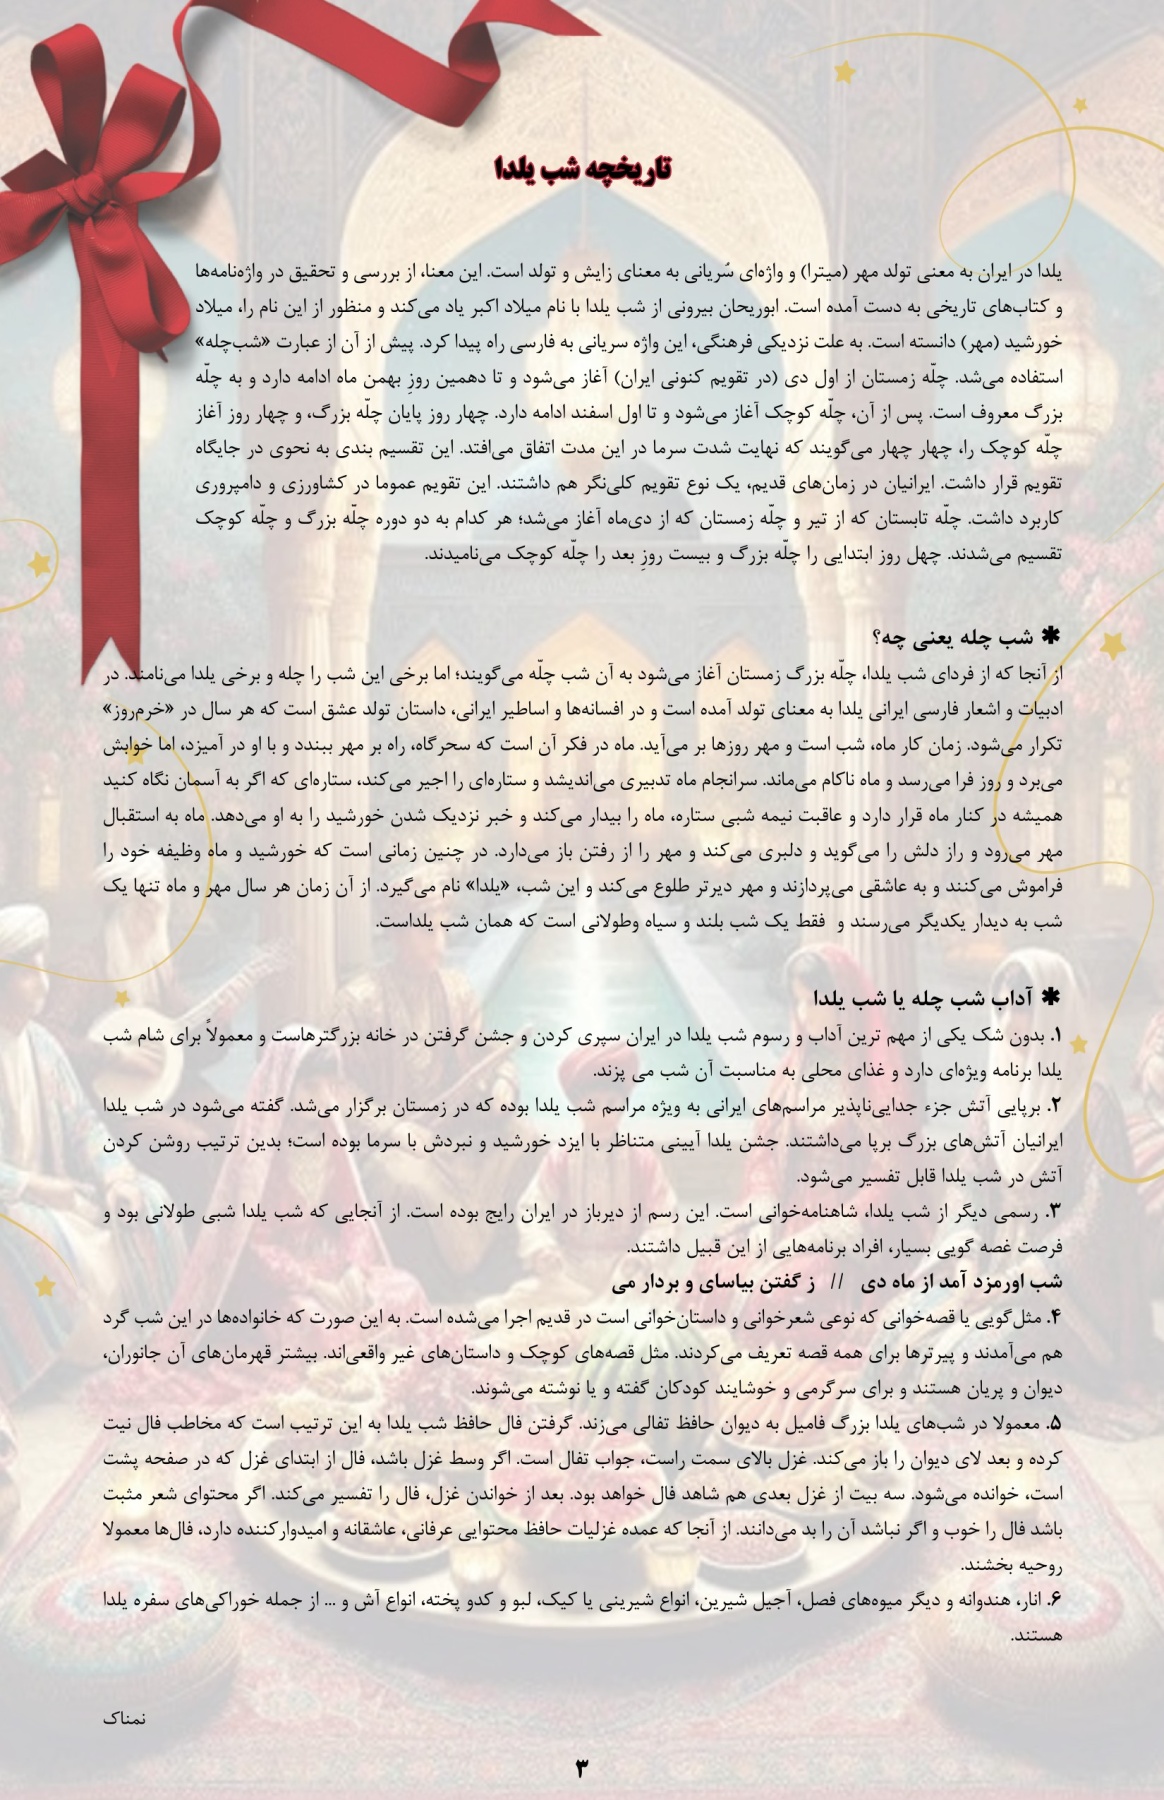 تاریخچه شب یلدا
یلدا در ایران به معنی تولد مهر (میترا) و واژه‌ای سُریانی به معنای زایش و تولد است. این معنا، از بررسی و تحقیق در واژه‌نامه‌ها
و کتاب‌های تاریخی به دست آمده است. ابوریحان بیرونی از شب یلدا با نام میلاد اکبر یاد می‌کند و منظور از این نام را، میلاد
خورشید (مهر) دانسته است. به علت نزدیکی فرهنگی، این واژه سریانی به فارسی راه پیدا کرد. پیش از آن از عبارت «شب‌چله»
استفاده می‌شد. چلّه زمستان از اول دی (در تقویم کنونی ایران) آغاز می‌شود و تا دهمین روزِ بهمن ماه ادامه دارد و به چلّه
بزرگ معروف است. پس از آن، چلّه کوچک آغاز می‌شود و تا اول اسفند ادامه دارد. چهار روز پایان چلّه بزرگ، و چهار روز آغاز
چلّه کوچک را، چهار چهار می‌گویند که نهایت شدت سرما در این مدت اتفاق می‌افتد. این تقسیم بندی به نحوی در جایگاه
تقویم قرار داشت. ایرانیان در زمان‌های قدیم، یک نوع تقویم کلی‌نگر هم داشتند. این تقویم عموما در کشاورزی و دامپروری
کاربرد داشت. چلّه تابستان که از تیر و چلّه زمستان که از دی‌ماه آغاز می‌شد؛ هر کدام به دو دوره چلّه بزرگ و چلّه کوچک
تقسیم می‌شدند. چهل روز ابتدایی را چلّه بزرگ و بیست روزِ بعد را چلّه کوچک می‌نامیدند.
✱ شب چله یعنی چه؟
از آنجا که از فردای شب یلدا، چلّه بزرگ زمستان آغاز می‌شود به آن شب چلّه می‌گویند؛ اما برخی این شب را چله و برخی یلدا می‌نامند. در
ادبیات و اشعار فارسی ایرانی یلدا به معنای تولد آمده است و در افسانه‌ها و اساطیر ایرانی، داستان تولد عشق است که هر سال در «خرم‌روز»
تکرار می‌شود. زمان کار ماه، شب است و مهر روزها بر می‌آید. ماه در فکر آن است که سحرگاه، راه بر مهر ببندد و با او در آمیزد، اما خوابش
می‌برد و روز فرا می‌رسد و ماه ناکام می‌ماند. سرانجام ماه تدبیری می‌اندیشد و ستاره‌ای را اجیر می‌کند، ستاره‌ای که اگر به آسمان نگاه کنید
همیشه در کنار ماه قرار دارد و عاقبت نیمه شبی ستاره، ماه را بیدار می‌کند و خبر نزدیک شدن خورشید را به او می‌دهد. ماه به استقبال
مهر می‌رود و راز دلش را می‌گوید و دلبری می‌کند و مهر را از رفتن باز می‌دارد. در چنین زمانی است که خورشید و ماه وظیفه خود را
فراموش می‌کنند و به عاشقی می‌پردازند و مهر دیرتر طلوع می‌کند و این شب، «یلدا» نام می‌گیرد. از آن زمان هر سال مهر و ماه تنها یک
شب به دیدار یکدیگر می‌رسند و فقط یک شب بلند و سیاه وطولانی است که همان شب یلداست.
✱ آداب شب چله یا شب یلدا
۱. بدون شک یکی از مهم ترین آداب و رسوم شب یلدا در ایران سپری کردن و جشن گرفتن در خانه بزرگترهاست و معمولاً برای شام شب
یلدا برنامه ویژه‌ای دارد و غذای محلی به مناسبت آن شب می پزند.
۲. برپایی آتش جزء جدایی‌ناپذیر مراسم‌های ایرانی به ویژه مراسم شب یلدا بوده که در زمستان برگزار می‌شد. گفته می‌شود در شب یلدا
ایرانیان آتش‌های بزرگ برپا می‌داشتند. جشن یلدا آیینی متناظر با ایزد خورشید و نبردش با سرما بوده است؛ بدین ترتیب روشن کردن
آتش در شب یلدا قابل تفسیر می‌شود.
۳. رسمی دیگر از شب یلدا، شاهنامه‌خوانی است. این رسم از دیرباز در ایران رایج بوده است. از آنجایی که شب یلدا شبی طولانی بود و
فرصت غصه گویی بسیار، افراد برنامه‌هایی از این قبیل داشتند.
شب اورمزد آمد از ماه دی // ز گفتن بیاسای و بردار می
۴. مثل‌گویی یا قصه‌خوانی که نوعی شعرخوانی و داستان‌خوانی است در قدیم اجرا می‌شده است. به این صورت که خانواده‌ها در این شب گرد
هم می‌آمدند و پیرترها برای همه قصه تعریف می‌کردند. مثل قصه‌های کوچک و داستان‌های غیر واقعی‌اند. بیشتر قهرمان‌های آن جانوران،
دیوان و پریان هستند و برای سرگرمی و خوشایند کودکان گفته و یا نوشته می‌شوند.
۵. معمولا در شب‌های یلدا بزرگ فامیل به دیوان حافظ تفالی می‌زند. گرفتن فال حافظ شب یلدا به این ترتیب است که مخاطب فال نیت
کرده و بعد لای دیوان را باز می‌کند. غزل بالای سمت راست، جواب تفال است. اگر وسط غزل باشد، فال از ابتدای غزل که در صفحه پشت
است، خوانده می‌شود. سه بیت از غزل بعدی هم شاهد فال خواهد بود. بعد از خواندن غزل، فال را تفسیر می‌کند. اگر محتوای شعر مثبت
باشد فال را خوب و اگر نباشد آن را بد می‌دانند. از آنجا که عمده غزلیات حافظ محتوایی عرفانی، عاشقانه و امیدوارکننده دارد، فال‌ها معمولا
روحیه بخشند.
۶. انار، هندوانه و دیگر میوه‌های فصل، آجیل شیرین، انواع شیرینی یا کیک، لبو و کدو پخته، انواع آش و ... از جمله خوراکی‌های سفره یلدا
هستند.
نمناک
۳